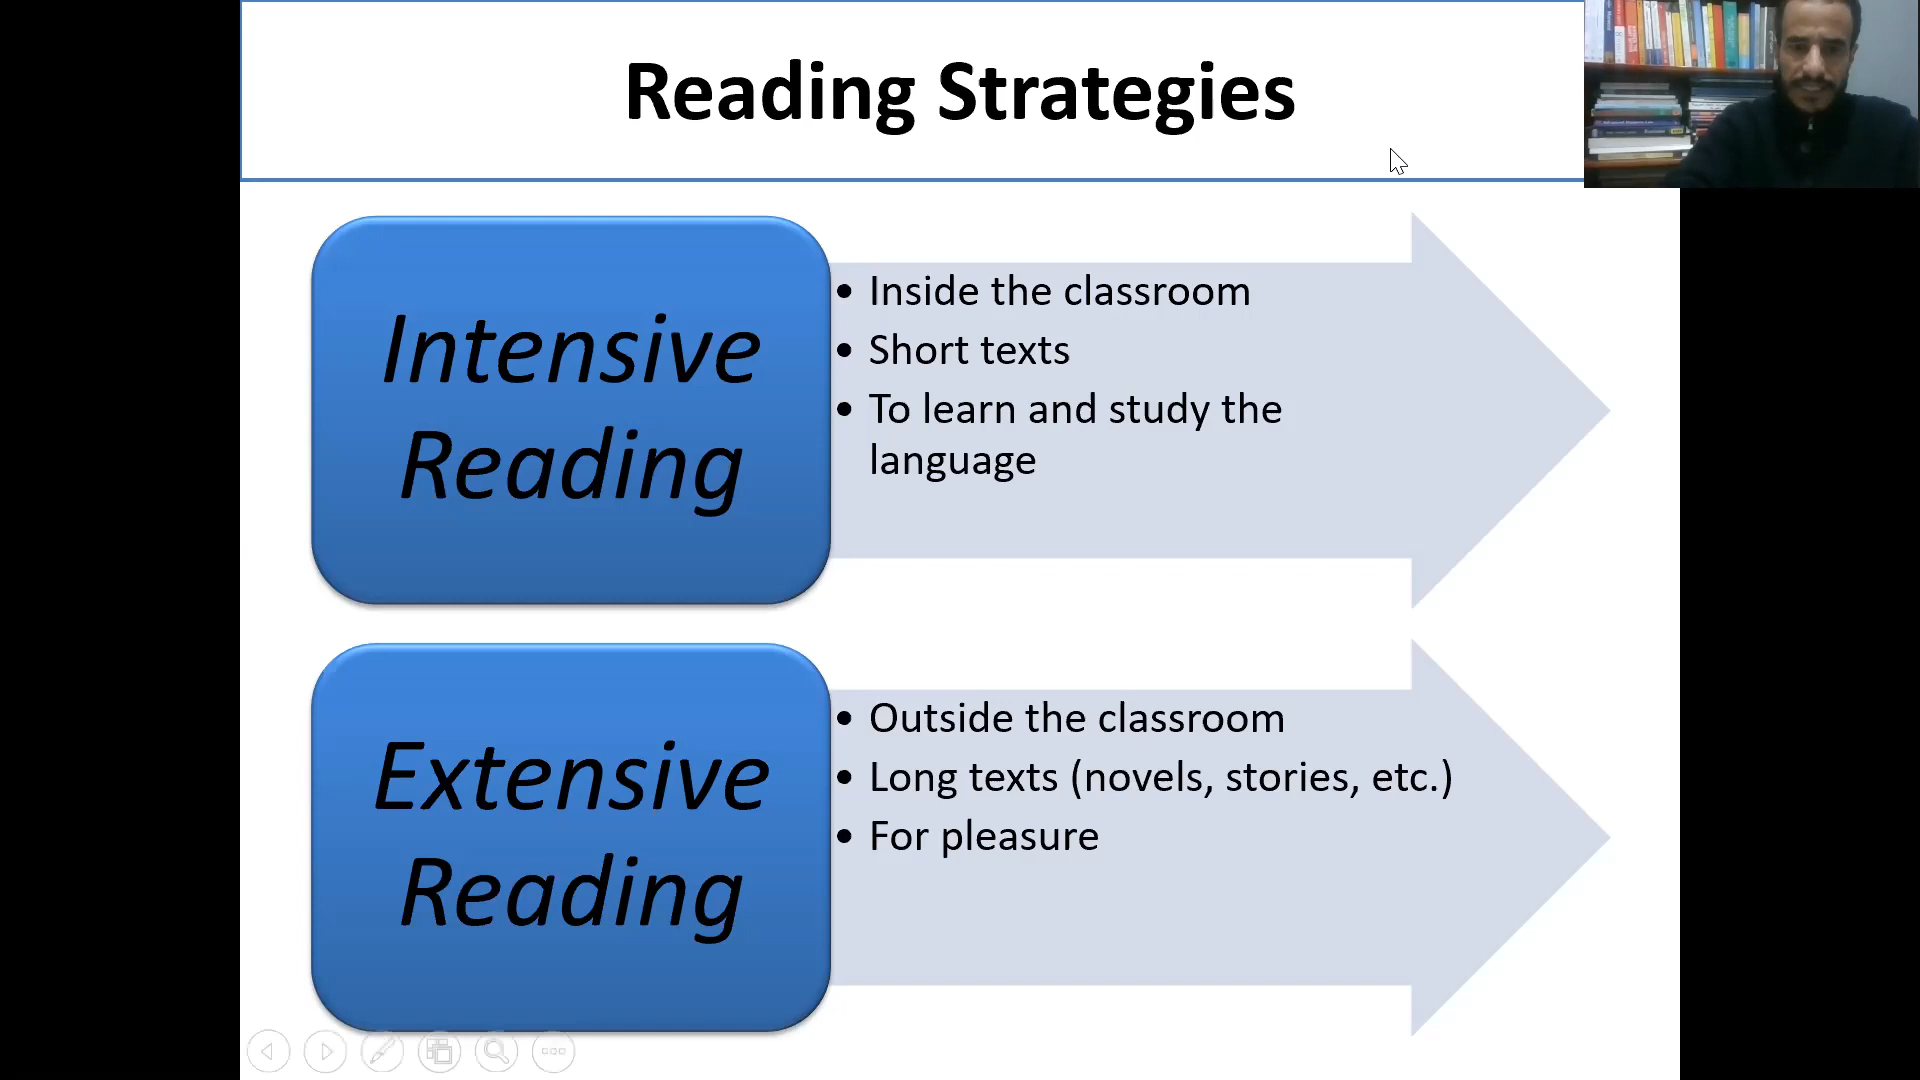 Reading Strategies
Intensive
Reading
• Inside the classroom
• Short texts
• To learn and study the
language
Extensive
Reading
• Outside the classroom
• Long texts (novels, stories, etc.)
• For pleasure